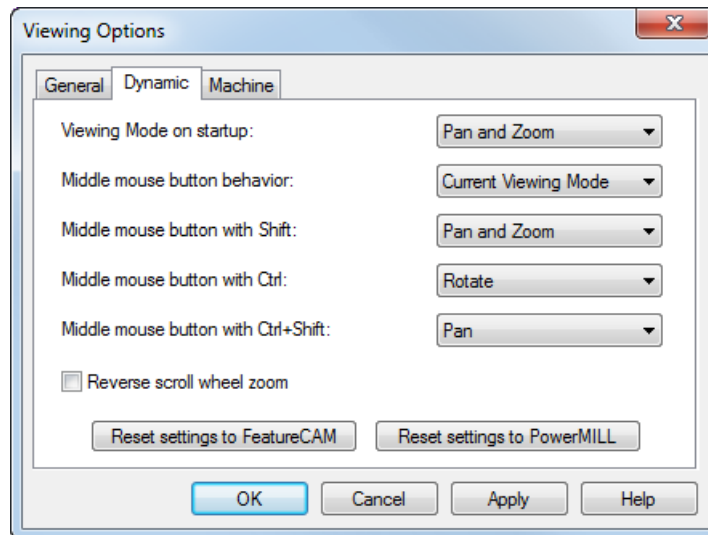 Viewing Options
General Dynamic Machine
Viewing Mode on startup: Pan and Zoom
Middle mouse button behavior: Current Viewing Mode
Middle mouse button with Shift: Pan and Zoom
Middle mouse button with Ctrl: Rotate
Middle mouse button with Ctrl+Shift: Pan
Reverse scroll wheel zoom
Reset settings to FeatureCAM Reset settings to PowerMILL
OK Cancel Apply Help